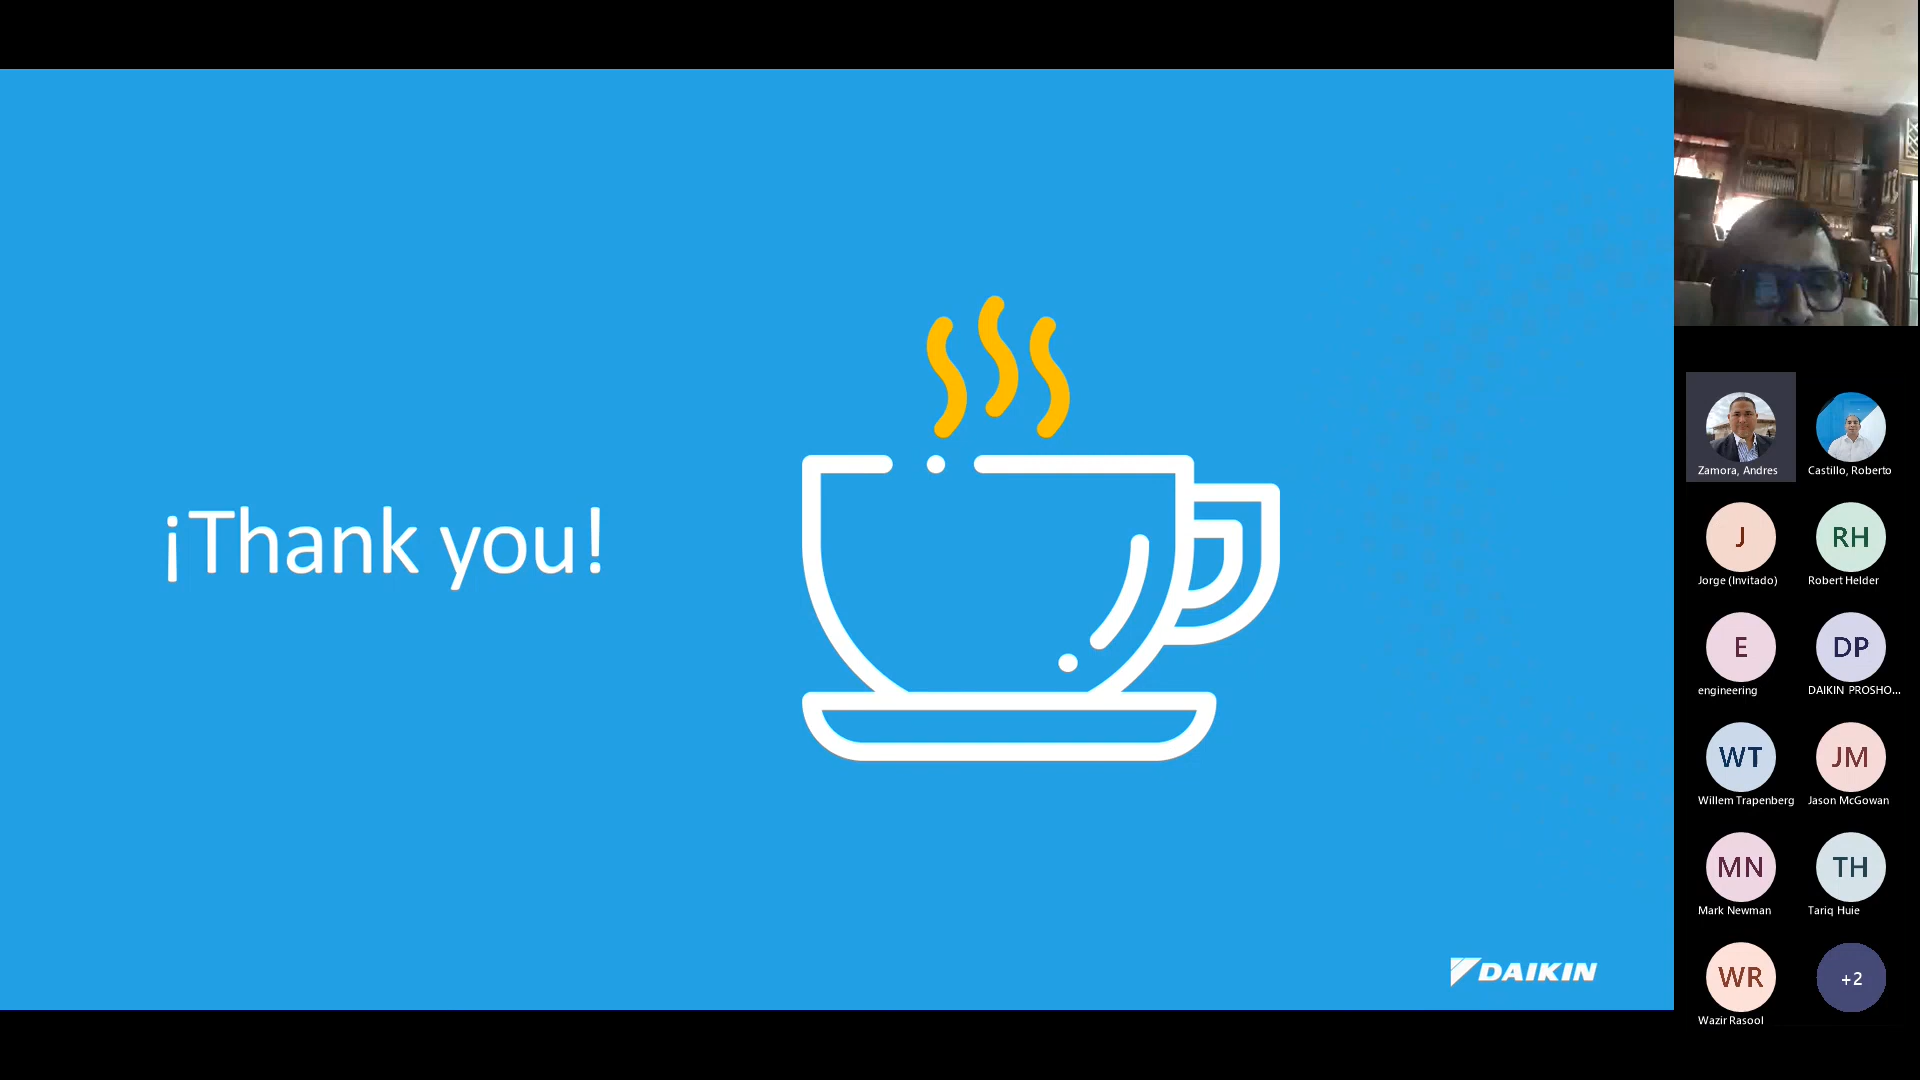 ¡Thank you!
DAIKIN
Zamora, Andres
Castillo, Roberto
J
Jorge (Invitado)
RH
Robert Helder
E
engineering
DP
DAIKIN PROSHO...
WT
Willem Trapenberg
JM
Jason McGowan
MN
Mark Newman
TH
Tariq Huie
WR
Wazir Rasool
+2